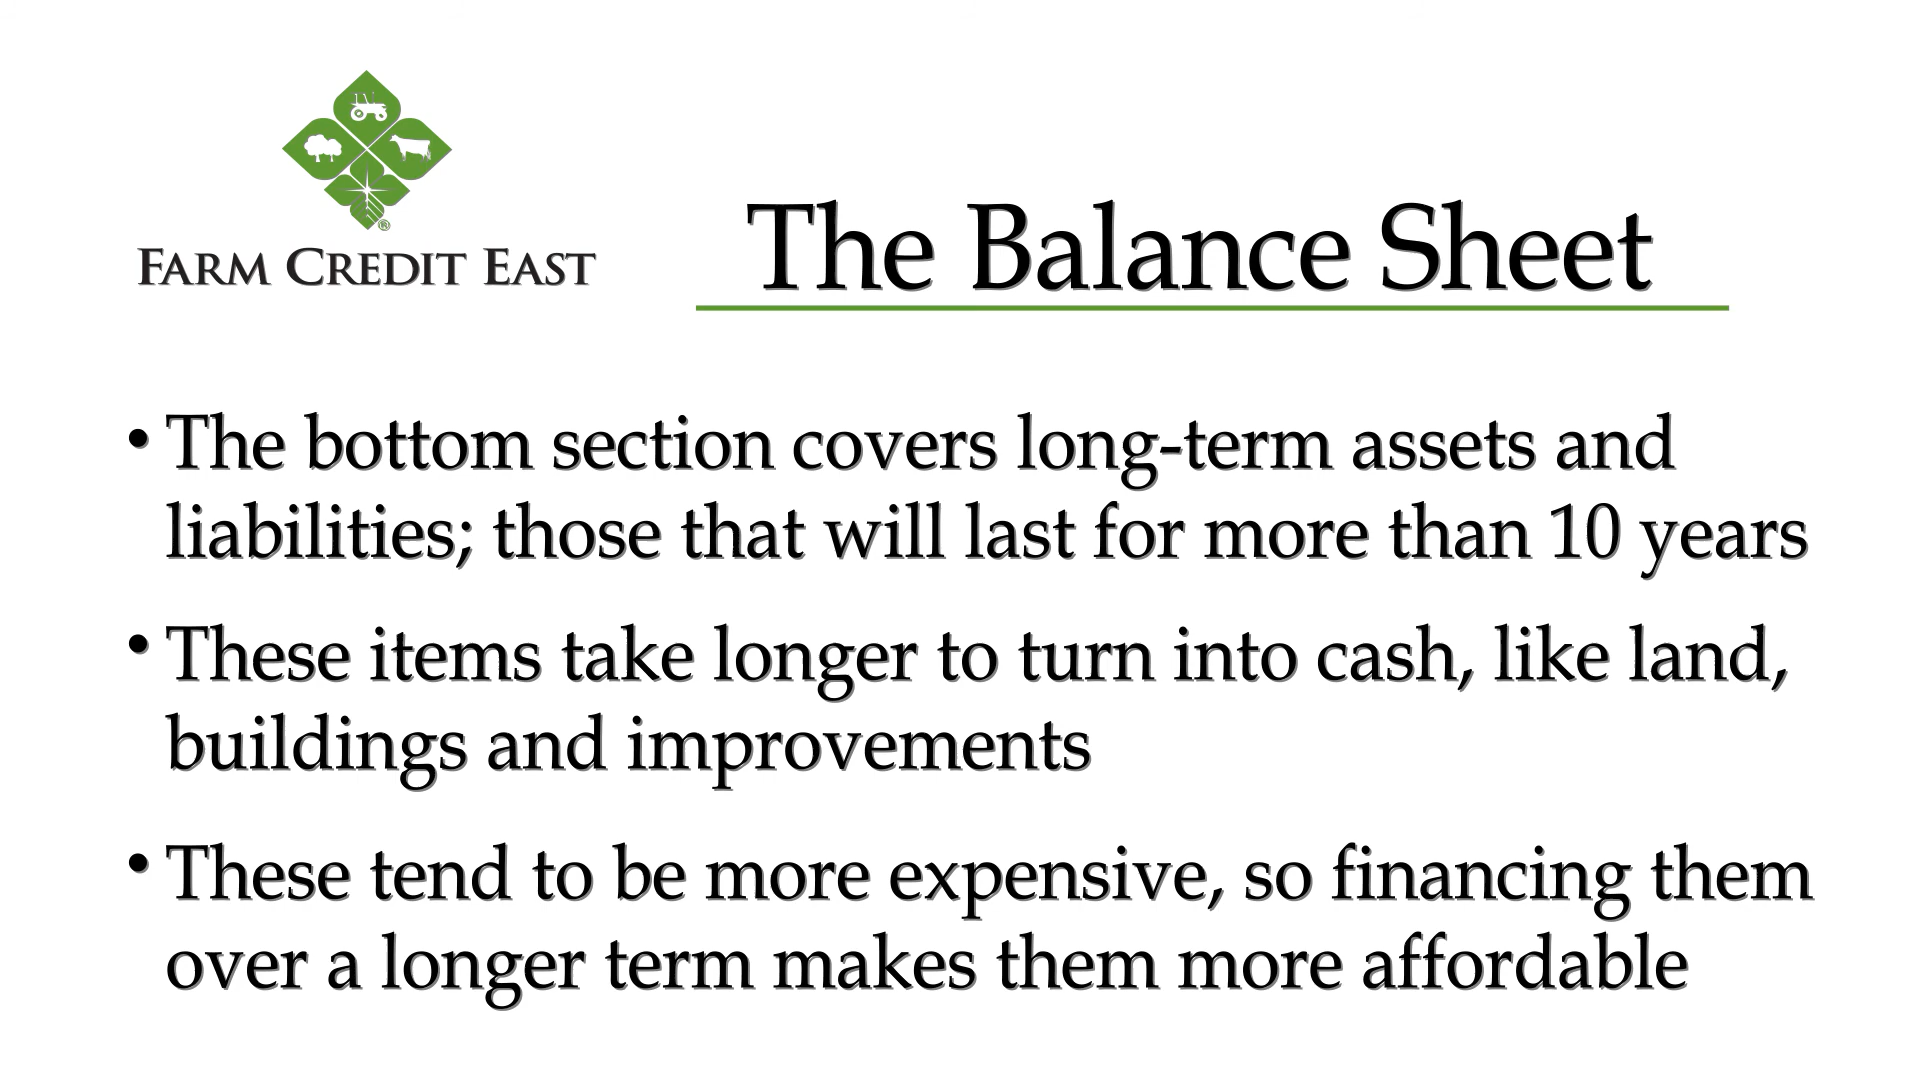 ®
FARM CREDIT EAST
The Balance Sheet
• The bottom section covers long-term assets and
liabilities; those that will last for more than 10 years
• These items take longer to turn into cash, like land,
buildings and improvements
• These tend to be more expensive, so financing them
over a longer term makes them more affordable